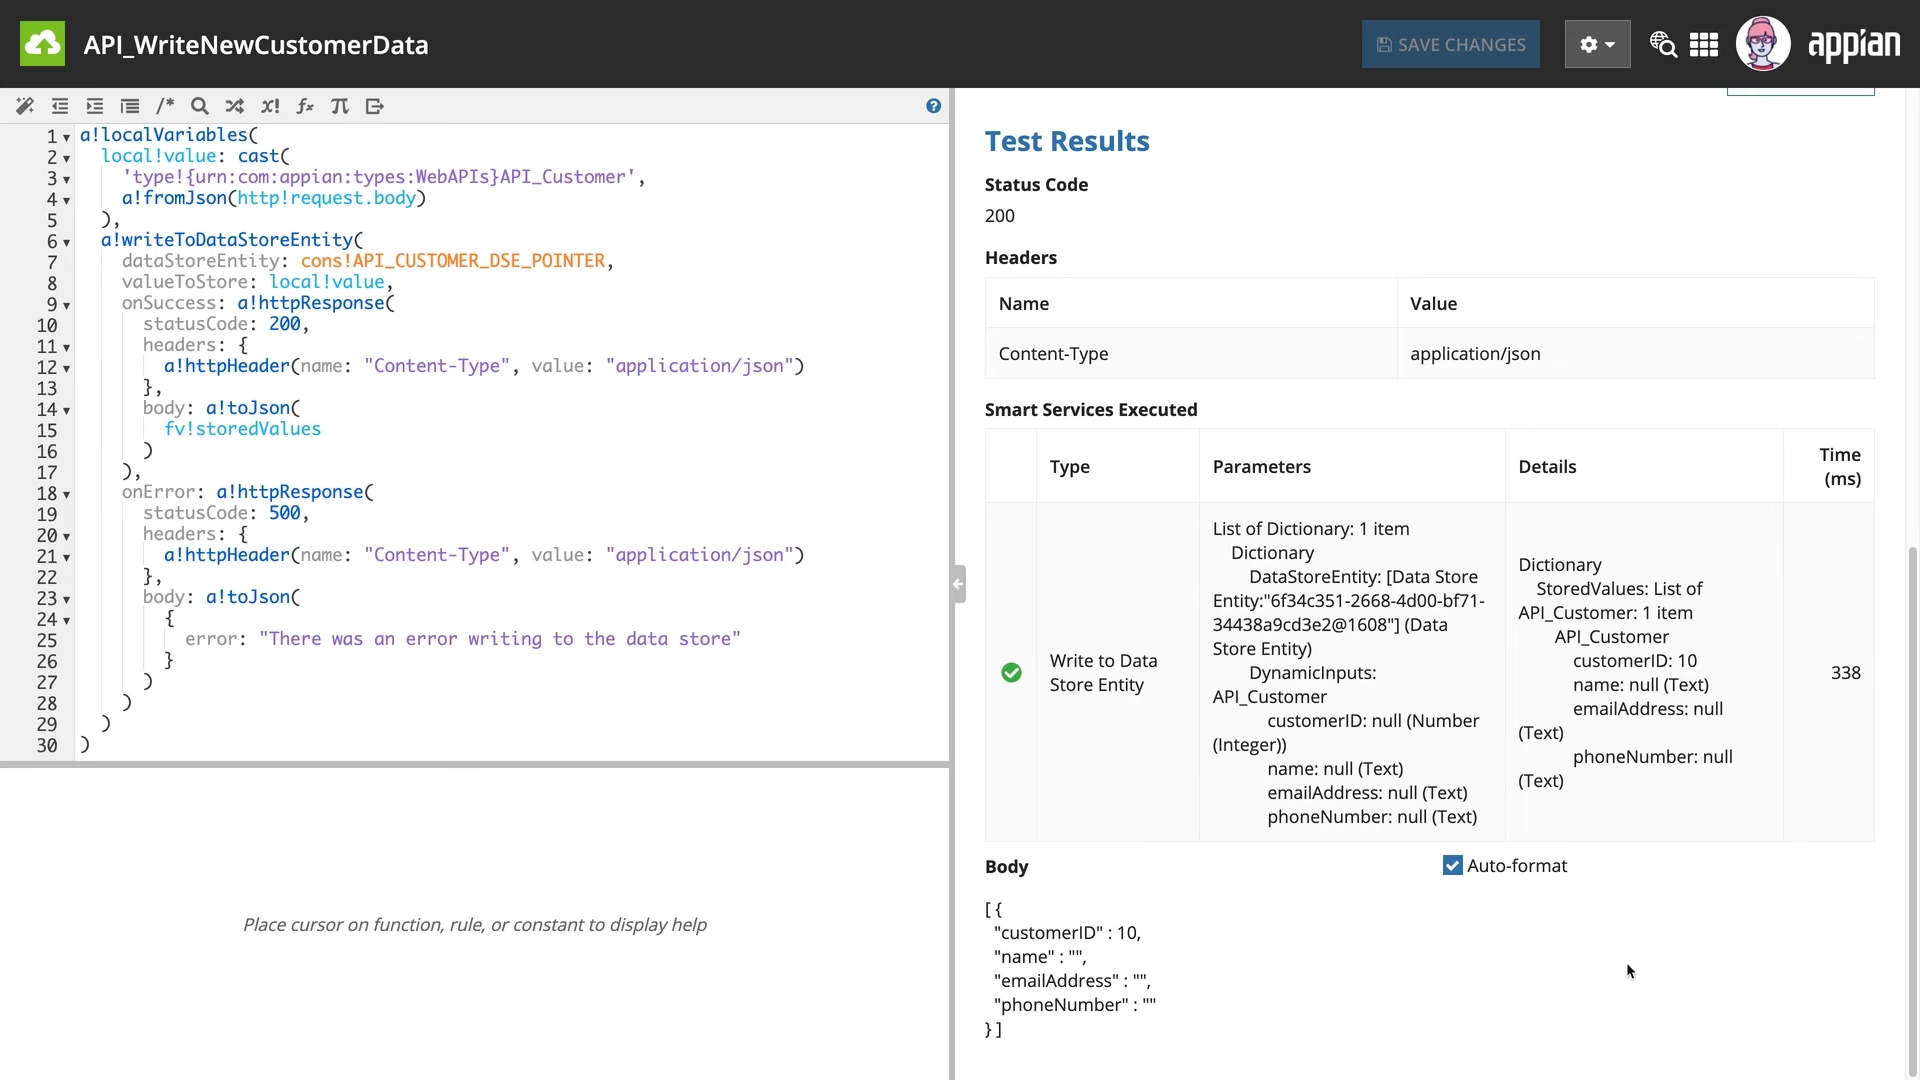 API_WriteNewCustomerData
SAVE CHANGES
appian
/*
x!
1 a!localVariables(
2 local!value: cast(
3 'type!{urn:com:appian:types:WebAPIs}API_Customer',
4 a!fromJson(http!request.body)
5 ),
6 a!writeToDataStoreEntity(
7 dataStoreEntity: cons!API_CUSTOMER_DSE_POINTER,
8 valueToStore: local!value,
9 onSuccess: a!httpResponse(
10 statusCode: 200,
11 headers: {
12 a!httpHeader(name: "Content-Type", value: "application/json")
13 },
14 body: a!toJson(
15 fv!storedValues
16 )
17 ),
18 onError: a!httpResponse(
19 statusCode: 500,
20 headers: {
21 a!httpHeader(name: "Content-Type", value: "application/json")
22 },
23 body: a!toJson(
24 {
25 error: "There was an error writing to the data store"
26 }
27 )
28 )
29 )
30 )
Place cursor on function, rule, or constant to display help
Test Results
Status Code
200
Headers
Name Value
Content-Type application/json
Smart Services Executed
Type Parameters Details Time (ms)
Write to Data
Store Entity
List of Dictionary: 1 item
Dictionary
DataStoreEntity: [Data Store
Entity:"6f34c351-2668-4d00-bf71-
34438a9cd3e2@1608"] (Data
Store Entity)
DynamicInputs:
API_Customer
customerID: null (Number
(Integer))
name: null (Text)
emailAddress: null (Text)
phoneNumber: null (Text)
Dictionary
StoredValues: List of
API_Customer: 1 item
API_Customer
customerID: 10
name: null (Text)
emailAddress: null
(Text)
phoneNumber: null
(Text)
338
Body
Auto-format
[ {
"customerID" : 10,
"name" : "",
"emailAddress" : "",
"phoneNumber" : ""
} ]